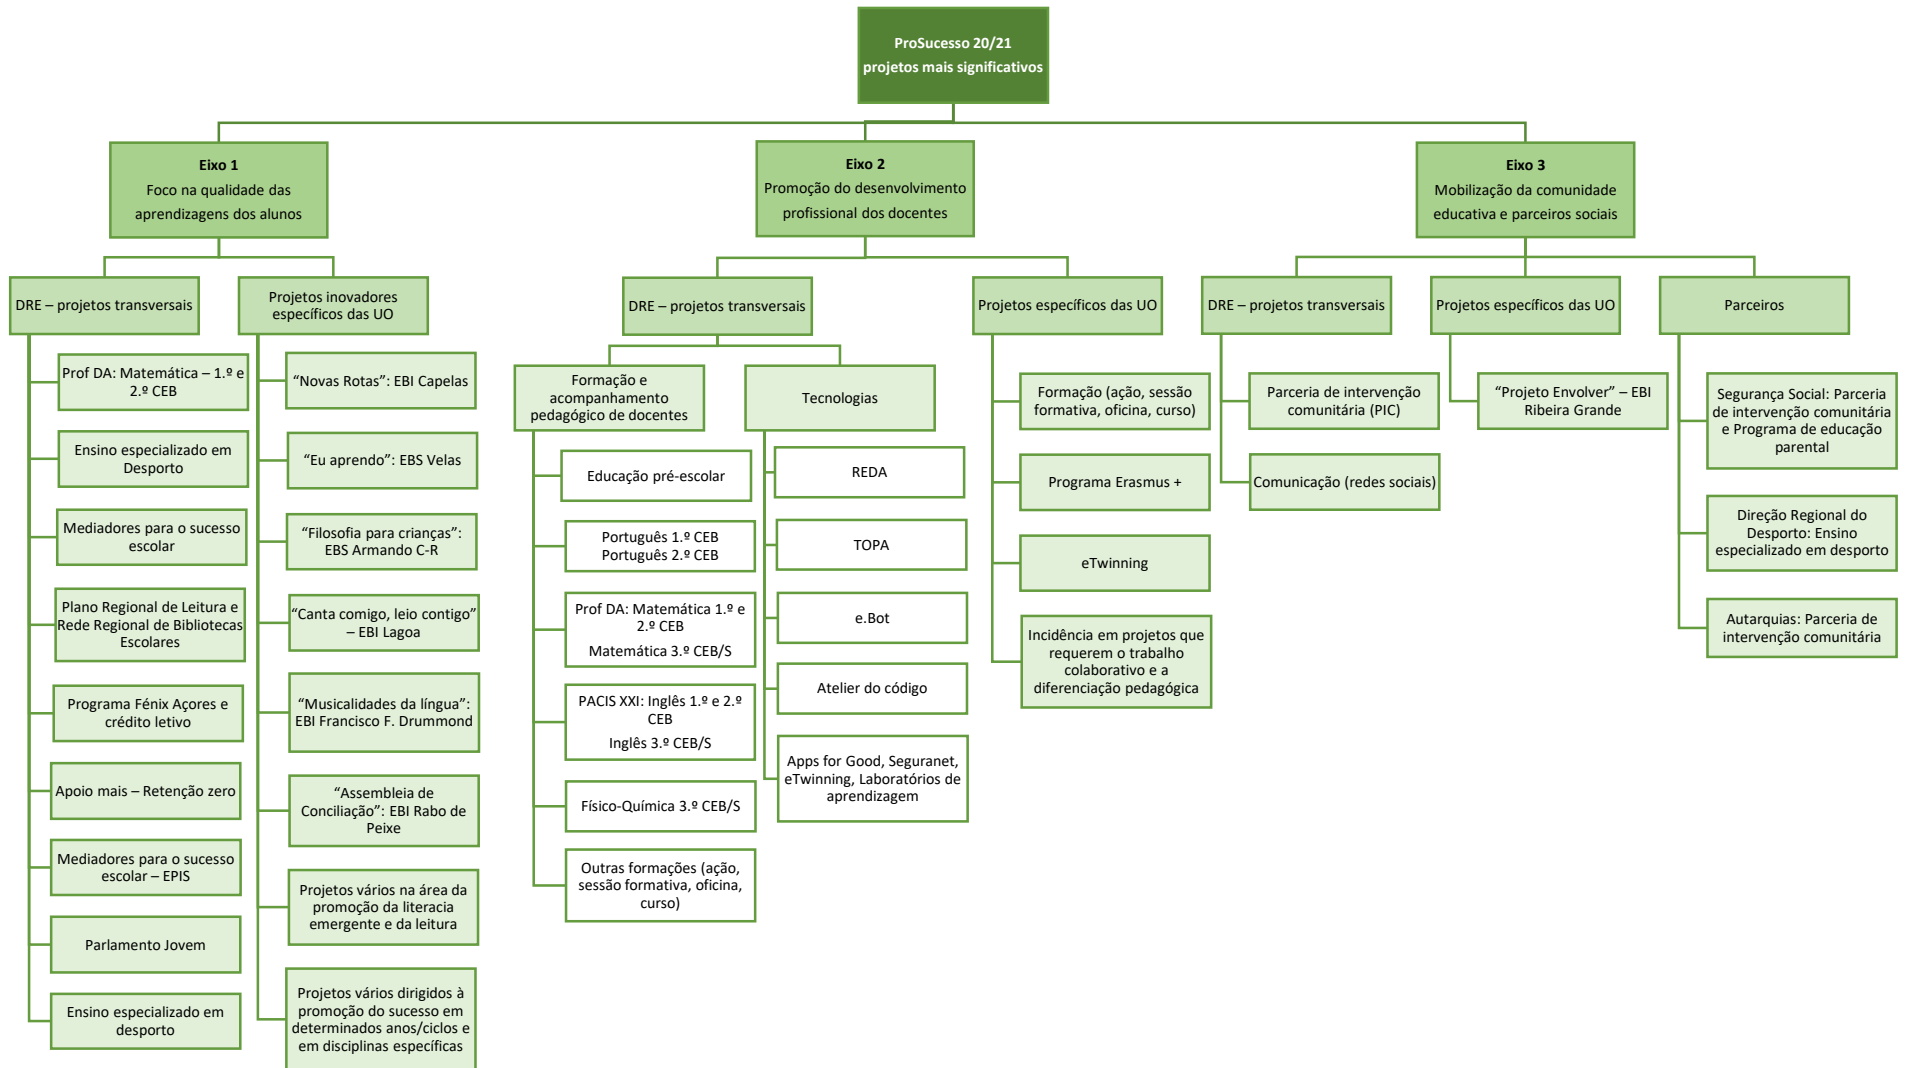 ProSucesso 20/21
projetos mais significativos
Eixo 1
Foco na qualidade das
aprendizagens dos alunos
DRE – projetos transversais
Prof DA: Matemática – 1.º e
2.º CEB
Ensino especializado em
Desporto
Mediadores para o sucesso
escolar
Plano Regional de Leitura e
Rede Regional de Bibliotecas
Escolares
Programa Fénix Açores e
crédito letivo
Apoio mais – Retenção zero
Mediadores para o sucesso
escolar – EPIS
Parlamento Jovem
Ensino especializado em
desporto
Projetos inovadores
específicos das UO
“Novas Rotas”: EBI Capelas
“Eu aprendo”: EBS Velas
“Filosofia para crianças”:
EBS Armando C-R
“Canta comigo, leio contigo”
– EBI Lagoa
“Musicalidades da língua”:
EBI Francisco F. Drummond
“Assembleia de
Conciliação”: EBI Rabo de
Peixe
Projetos vários na área da
promoção da literacia
emergente e da leitura
Projetos vários dirigidos à
promoção do sucesso em
determinados anos/ciclos e
em disciplinas específicas
Eixo 2
Promoção do desenvolvimento
profissional dos docentes
DRE – projetos transversais
Formação e
acompanhamento
pedagógico de docentes
Educação pré-escolar
Português 1.º CEB
Português 2.º CEB
Prof DA: Matemática 1.º e
2.º CEB
Matemática 3.º CEB/S
PACIS XXI: Inglês 1.º e 2.º
CEB
Inglês 3.º CEB/S
Físico-Química 3.º CEB/S
Outras formações (ação,
sessão formativa, oficina,
curso)
Tecnologias
REDA
TOPA
e.Bot
Atelier do código
Apps for Good, Seguranet,
eTwinning, Laboratórios de
aprendizagem
Projetos específicos das UO
Formação (ação, sessão
formativa, oficina, curso)
Programa Erasmus +
eTwinning
Incidência em projetos que
requerem o trabalho
colaborativo e a
diferenciação pedagógica
Eixo 3
Mobilização da comunidade
educativa e parceiros sociais
DRE – projetos transversais
Parceria de intervenção
comunitária (PIC)
Comunicação (redes sociais)
Projetos específicos das UO
“Projeto Envolver” – EBI
Ribeira Grande
Parceiros
Segurança Social: Parceria
de intervenção comunitária
e Programa de educação
parental
Direção Regional do
Desporto: Ensino
especializado em desporto
Autarquias: Parceria de
intervenção comunitária